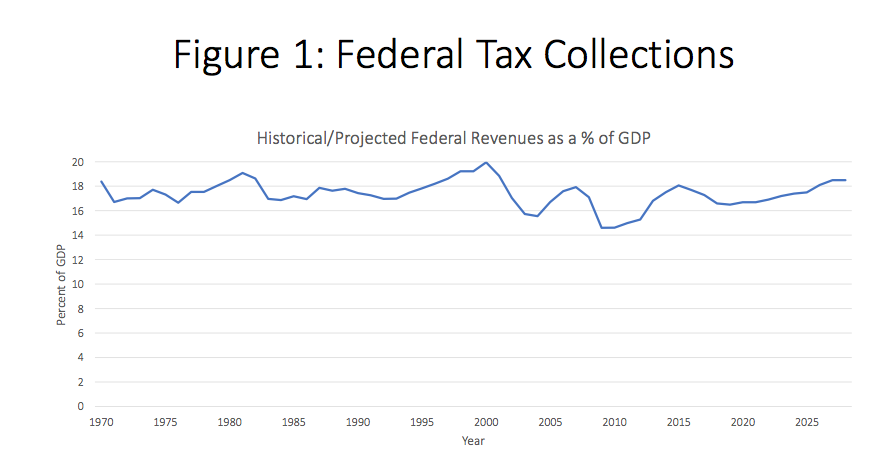 Figure 1: Federal Tax Collections
Historical/Projected Federal Revenues as a % of GDP
Percent of GDP
20
18
16
14
12
10
8
6
4
2
0
1970 1975 1980 1985 1990 1995 2000 2005 2010 2015 2020 2025
Year